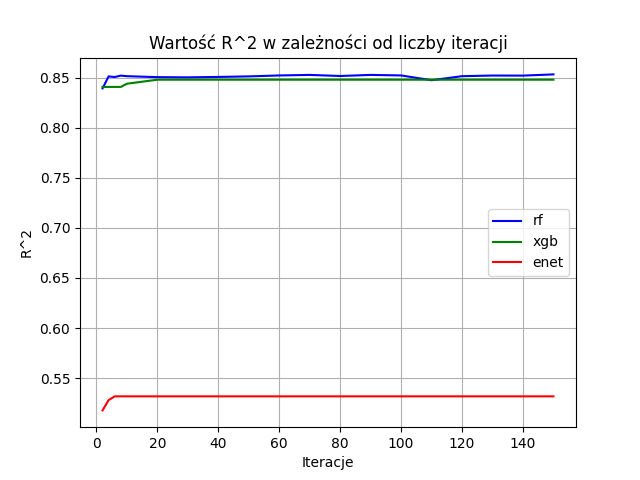 Wartość R^2 w zależności od liczby iteracji
0.85
0.80
0.75
0.70
0.65
0.60
0.55
R^2
rf
xgb
enet
0 20 40 60 80 100 120 140
Iteracje